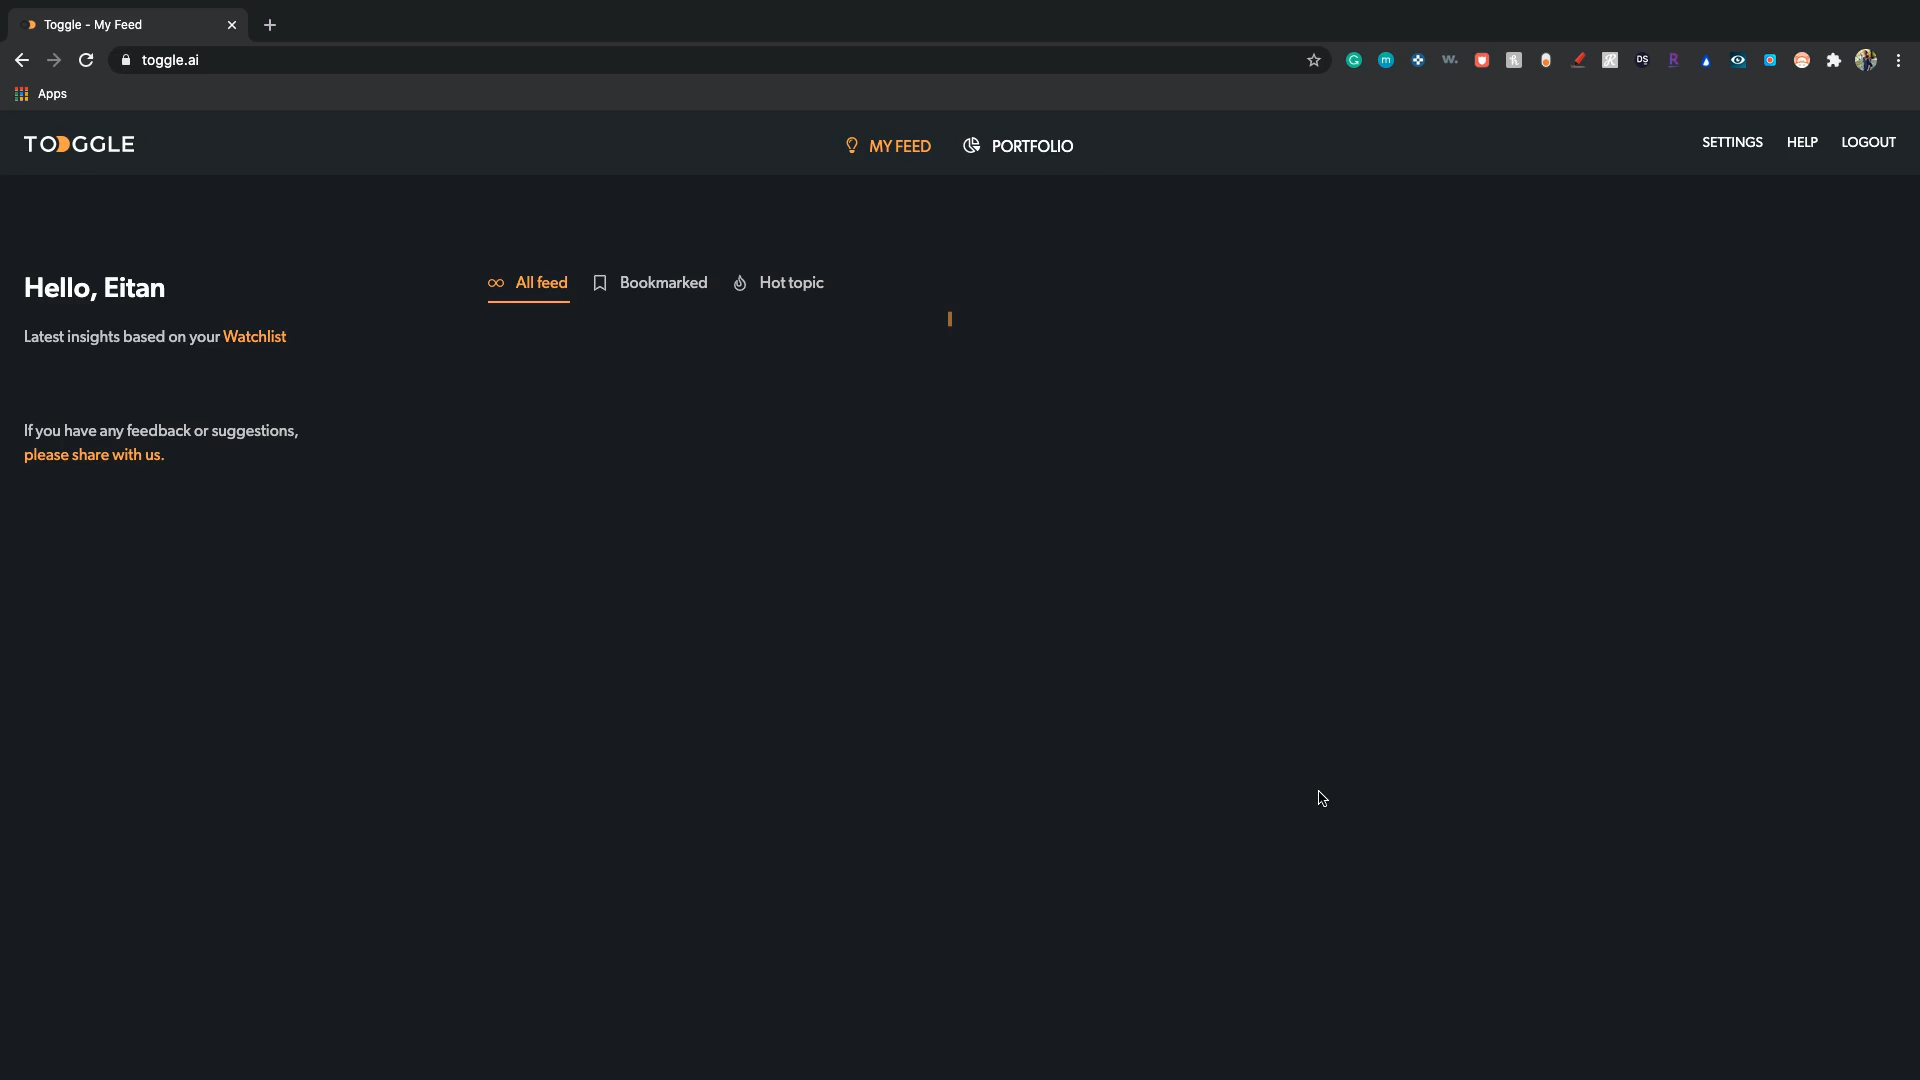 Toggle - My Feed
toggle.ai
Apps
TOGGLE
MY FEED
PORTFOLIO
SETTINGS
HELP
LOGOUT
Hello, Eitan
All feed
Bookmarked
Hot topic
Latest insights based on your Watchlist
If you have any feedback or suggestions,
please share with us.